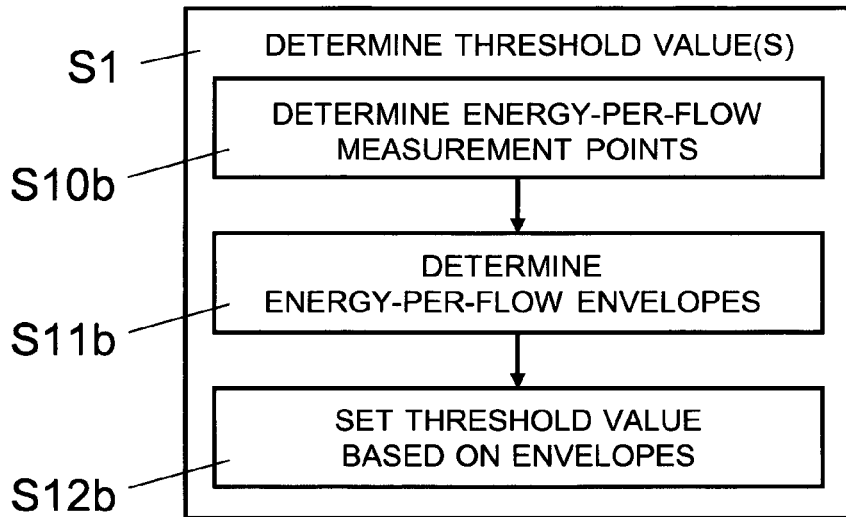 S1
DETERMINE THRESHOLD VALUE(S)
DETERMINE ENERGY-PER-FLOW
MEASUREMENT POINTS
S10b
DETERMINE
ENERGY-PER-FLOW ENVELOPES
S11b
SET THRESHOLD VALUE
BASED ON ENVELOPES
S12b